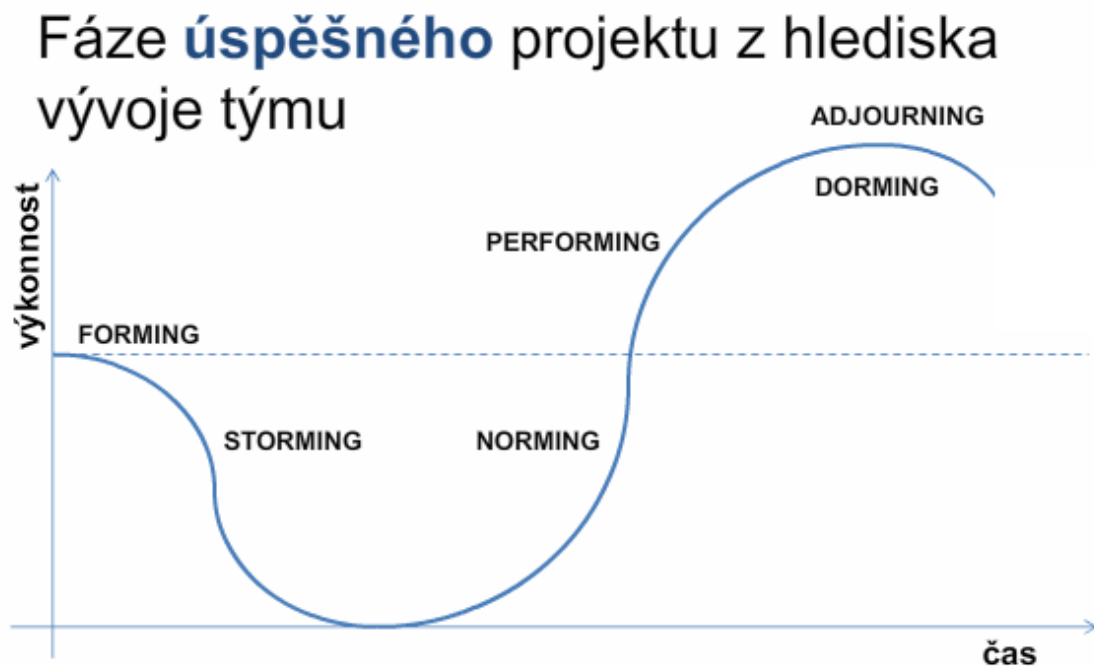 Fáze úspěšného projektu z hlediska
vývoje týmu
ADJOURNING
DORMING
PERFORMING
výkonnost
FORMING
STORMING
NORMING
čas